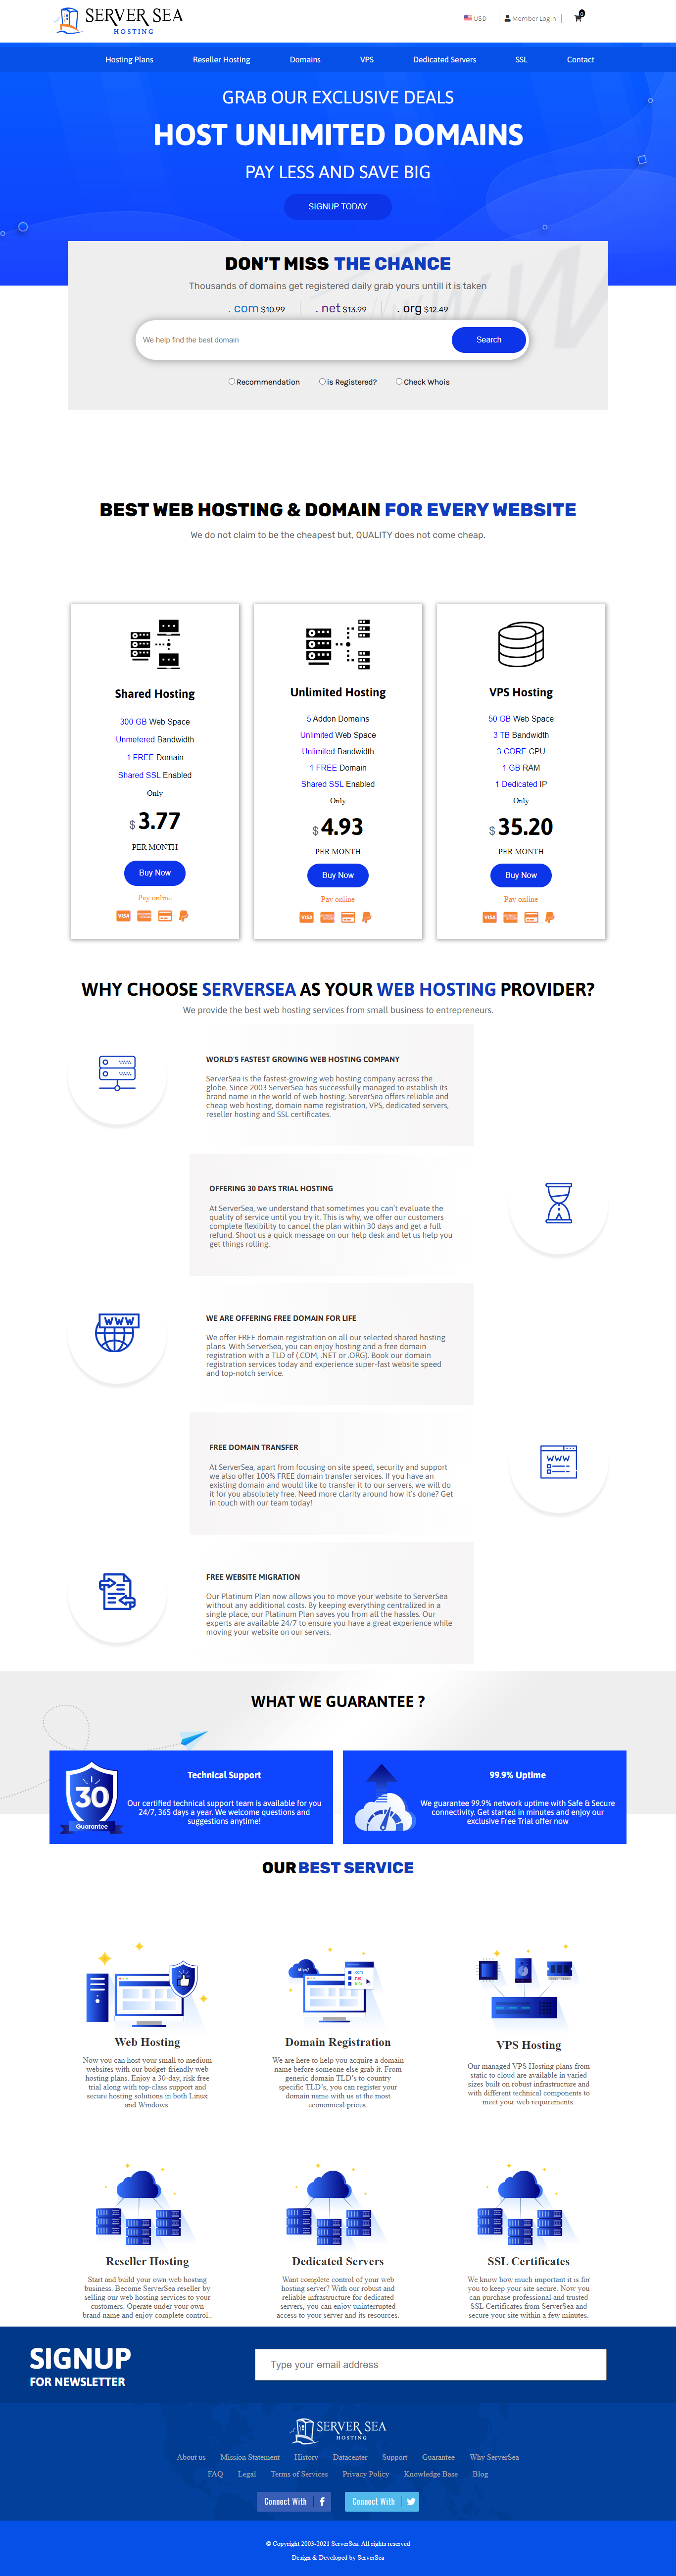 SERVER SEA
HOSTING
USD
Member Login
0
Hosting Plans
Reseller Hosting
Domains
VPS
Dedicated Servers
SSL
Contact
GRAB OUR EXCLUSIVE DEALS
HOST UNLIMITED DOMAINS
PAY LESS AND SAVE BIG
SIGNUP TODAY
DON'T MISS THE CHANCE
Thousands of domains get registered daily grab yours untill it is taken
. com $10.99
. net $13.99
. org $12.49
We help find the best domain
Search
Recommendation
is Registered?
Check Whois
BEST WEB HOSTING & DOMAIN FOR EVERY WEBSITE
We do not claim to be the cheapest but, QUALITY does not come cheap.
Shared Hosting
300 GB Web Space
Unmetered Bandwidth
1 FREE Domain
Shared SSL Enabled
Only
$ 3.77
PER MONTH
Buy Now
Pay online
VISA
Unlimited Hosting
5 Addon Domains
Unlimited Web Space
Unlimited Bandwidth
1 FREE Domain
Shared SSL Enabled
Only
$ 4.93
PER MONTH
Buy Now
Pay online
VISA
VPS Hosting
50 GB Web Space
3 TB Bandwidth
3 CORE CPU
1 GB RAM
1 Dedicated IP
Only
$ 35.20
PER MONTH
Buy Now
Pay online
VISA
WHY CHOOSE SERVERSEA AS YOUR WEB HOSTING PROVIDER?
We provide the best web hosting services from small business to entrepreneurs.
WORLD'S FASTEST GROWING WEB HOSTING COMPANY
ServerSea is the fastest-growing web hosting company across the
globe. Since 2003 ServerSea has successfully managed to establish its
brand name in the world of web hosting. ServerSea offers reliable and
cheap web hosting, domain name registration, VPS, dedicated servers,
reseller hosting and SSL certificates.
OFFERING 30 DAYS TRIAL HOSTING
At ServerSea, we understand that sometimes you can't evaluate the
quality of service until you try it. This is why, we offer our customers
complete flexibility to cancel the plan within 30 days and get a full
refund. Shoot us a quick message on our help desk and let us help you
get things rolling.
WWW
WE ARE OFFERING FREE DOMAIN FOR LIFE
We offer FREE domain registration on all our selected shared hosting
plans. With ServerSea, you can enjoy hosting and a free domain
registration with a TLD of (.COM, .NET or .ORG). Book our domain
registration services today and experience super-fast website speed
and top-notch service.
FREE DOMAIN TRANSFER
At ServerSea, apart from focusing on site speed, security and support
we also offer 100% FREE domain transfer services. If you have an
existing domain and would like to transfer it to our servers, we will do
it for you absolutely free. Need more clarity around how it's done? Get
in touch with our team today!
WWW
FREE WEBSITE MIGRATION
Our Platinum Plan now allows you to move your website to ServerSea
without any additional costs. By keeping everything centralized in a
single place, our Platinum Plan saves you from all the hassles. Our
experts are available 24/7 to ensure you have a great experience while
moving your website on our servers.
WHAT WE GUARANTEE ?
30
Guarantee
Technical Support
Our certified technical support team is available for you
24/7, 365 days a year. We welcome questions and
suggestions anytime!
99.9% Uptime
We guarantee 99.9% network uptime with Safe & Secure
connectivity. Get started in minutes and enjoy our
exclusive Free Trial offer now
OUR BEST SERVICE
Web Hosting
Now you can host your small to medium
websites with our budget-friendly web
hosting plans. Enjoy a 30-day, risk free
trial along with top-class support and
secure hosting solutions in both Linux
and Windows.
Domain Registration
We are here to help you acquire a domain
name before someone else grab it. From
generic domain TLD's to country
specific TLD's, you can register your
domain name with us at the most
economical prices.
VPS Hosting
Our managed VPS Hosting plans from
static to cloud are available in varied
sizes built on robust infrastructure and
with different technical components to
meet your web requirements.
Reseller Hosting
Start and build your own web hosting
business. Become ServerSea reseller by
selling our web hosting services to your
customers. Operate under your own
brand name and enjoy complete control..
Dedicated Servers
Want complete control of your web
hosting server? With our robust and
reliable infrastructure for dedicated
servers, you can enjoy uninterrupted
access to your server and its resources.
SSL Certificates
We know how much important it is for
you to keep your site secure. Now you
can purchase professional and trusted
SSL Certificates from ServerSea and
secure your site within a few minutes.
SIGNUP
FOR NEWSLETTER
Type your email address
SERVER SEA
HOSTING
About us
Mission Statement
History
Datacenter
Support
Guarantee
Why ServerSea
FAQ
Legal
Terms of Services
Privacy Policy
Knowledge Base
Blog
Connect With
Connect With
© Copyright 2003-2021 ServerSea. All rights reserved
Design & Developed by ServerSea